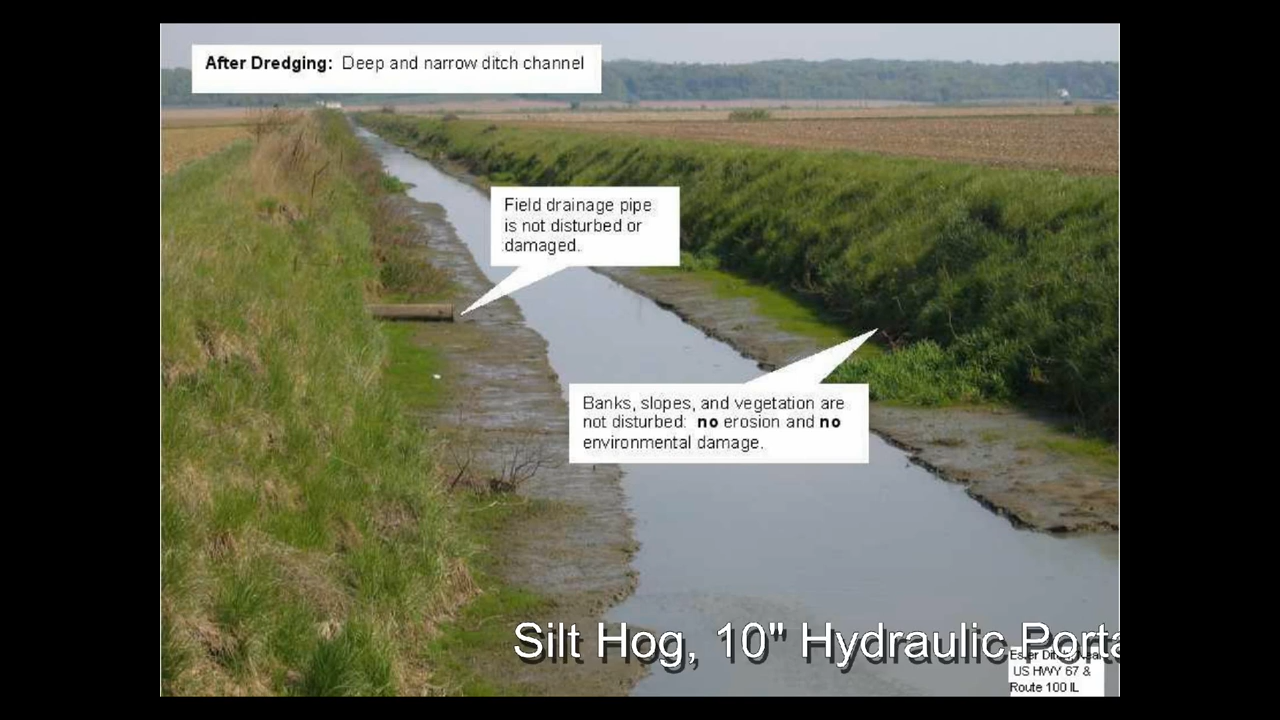 After Dredging: Deep and narrow ditch channel
Field drainage pipe
is not disturbed or
damaged.
Banks, slopes, and vegetation are
not disturbed: no erosion and no
environmental damage.
Silt Hog, 10" Hydraulic Porta
US HWY 67 &
Route 100 IL